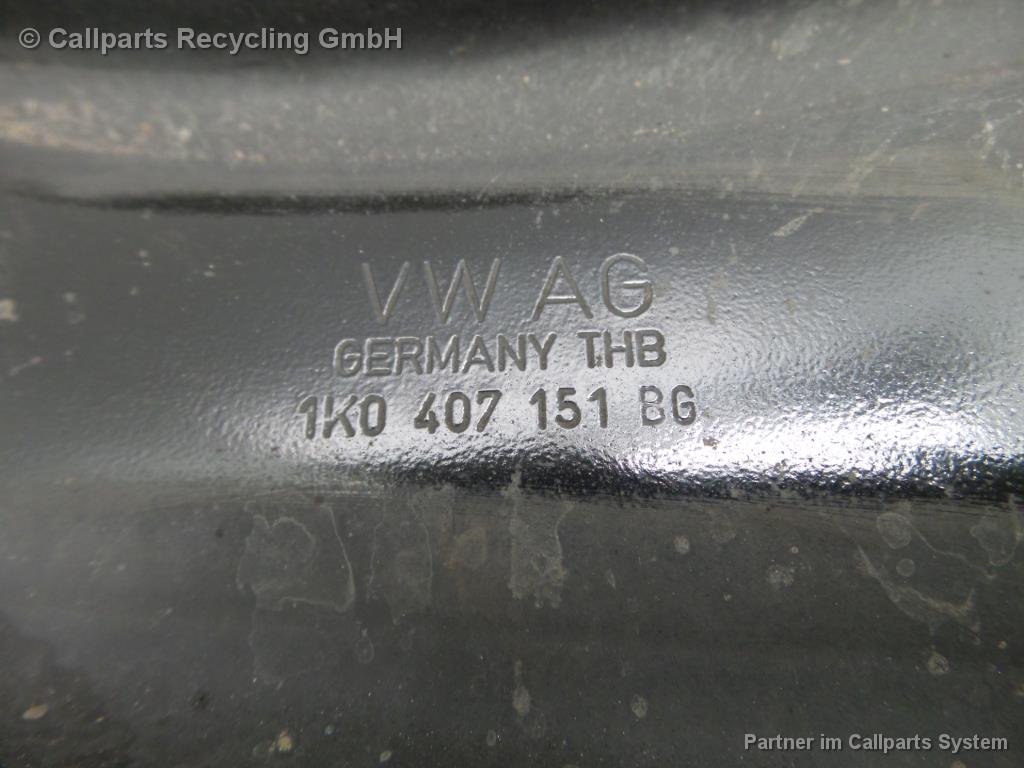 © Callparts Recycling GmbH
VW AG
GERMANY THB
1K0 407 151 BG
Partner im Callparts System